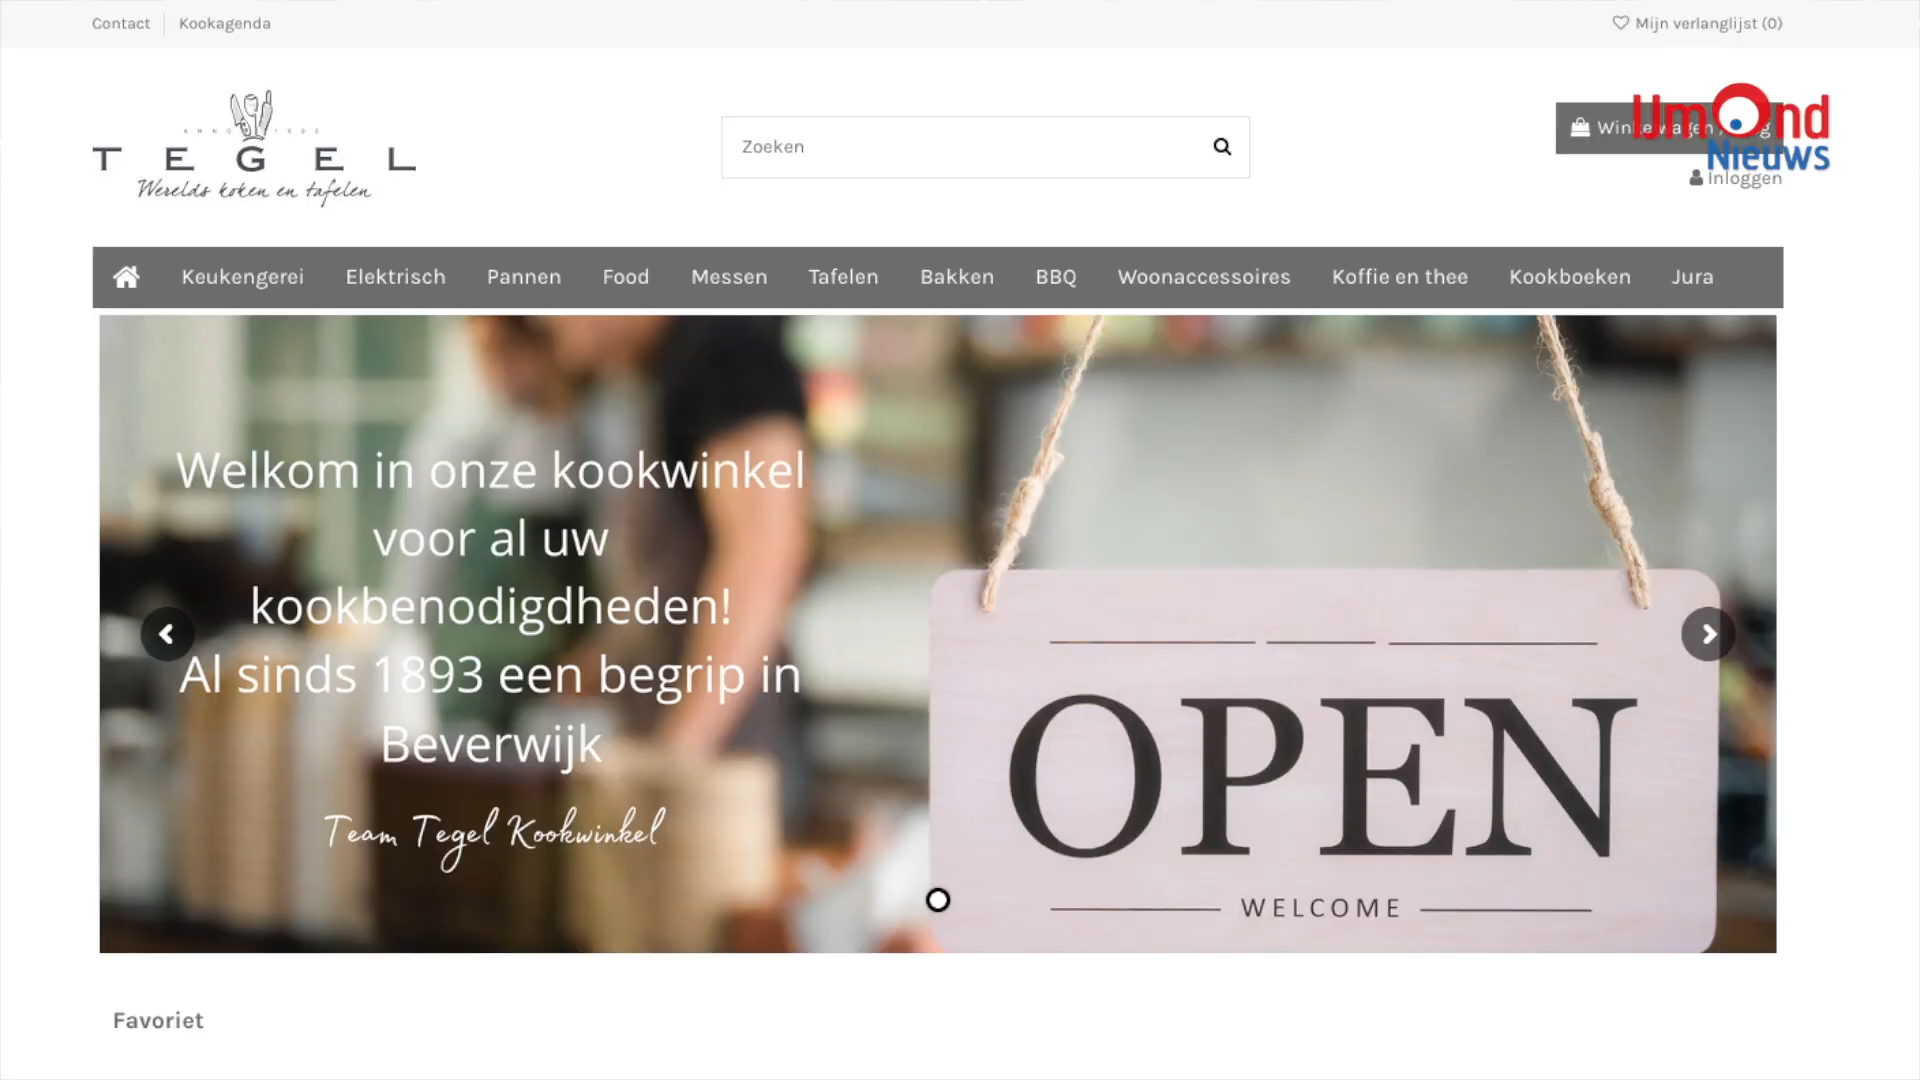 Contact
Kookagenda
Mijn verlanglijst (0)
ANNO 1893
TEGEL
Werelds koken en tafelen
Zoeken
IJmond
Nieuws
Inloggen
Keukengerei
Elektrisch
Pannen
Food
Messen
Tafelen
Bakken
BBQ
Woonaccessoires
Koffie en thee
Kookboeken
Jura
Welkom in onze kookwinkel
voor al uw
kookbenodigdheden!
Al sinds 1893 een begrip in
Beverwijk
Team Tegel Kookwinkel
OPEN
WELCOME
Favoriet